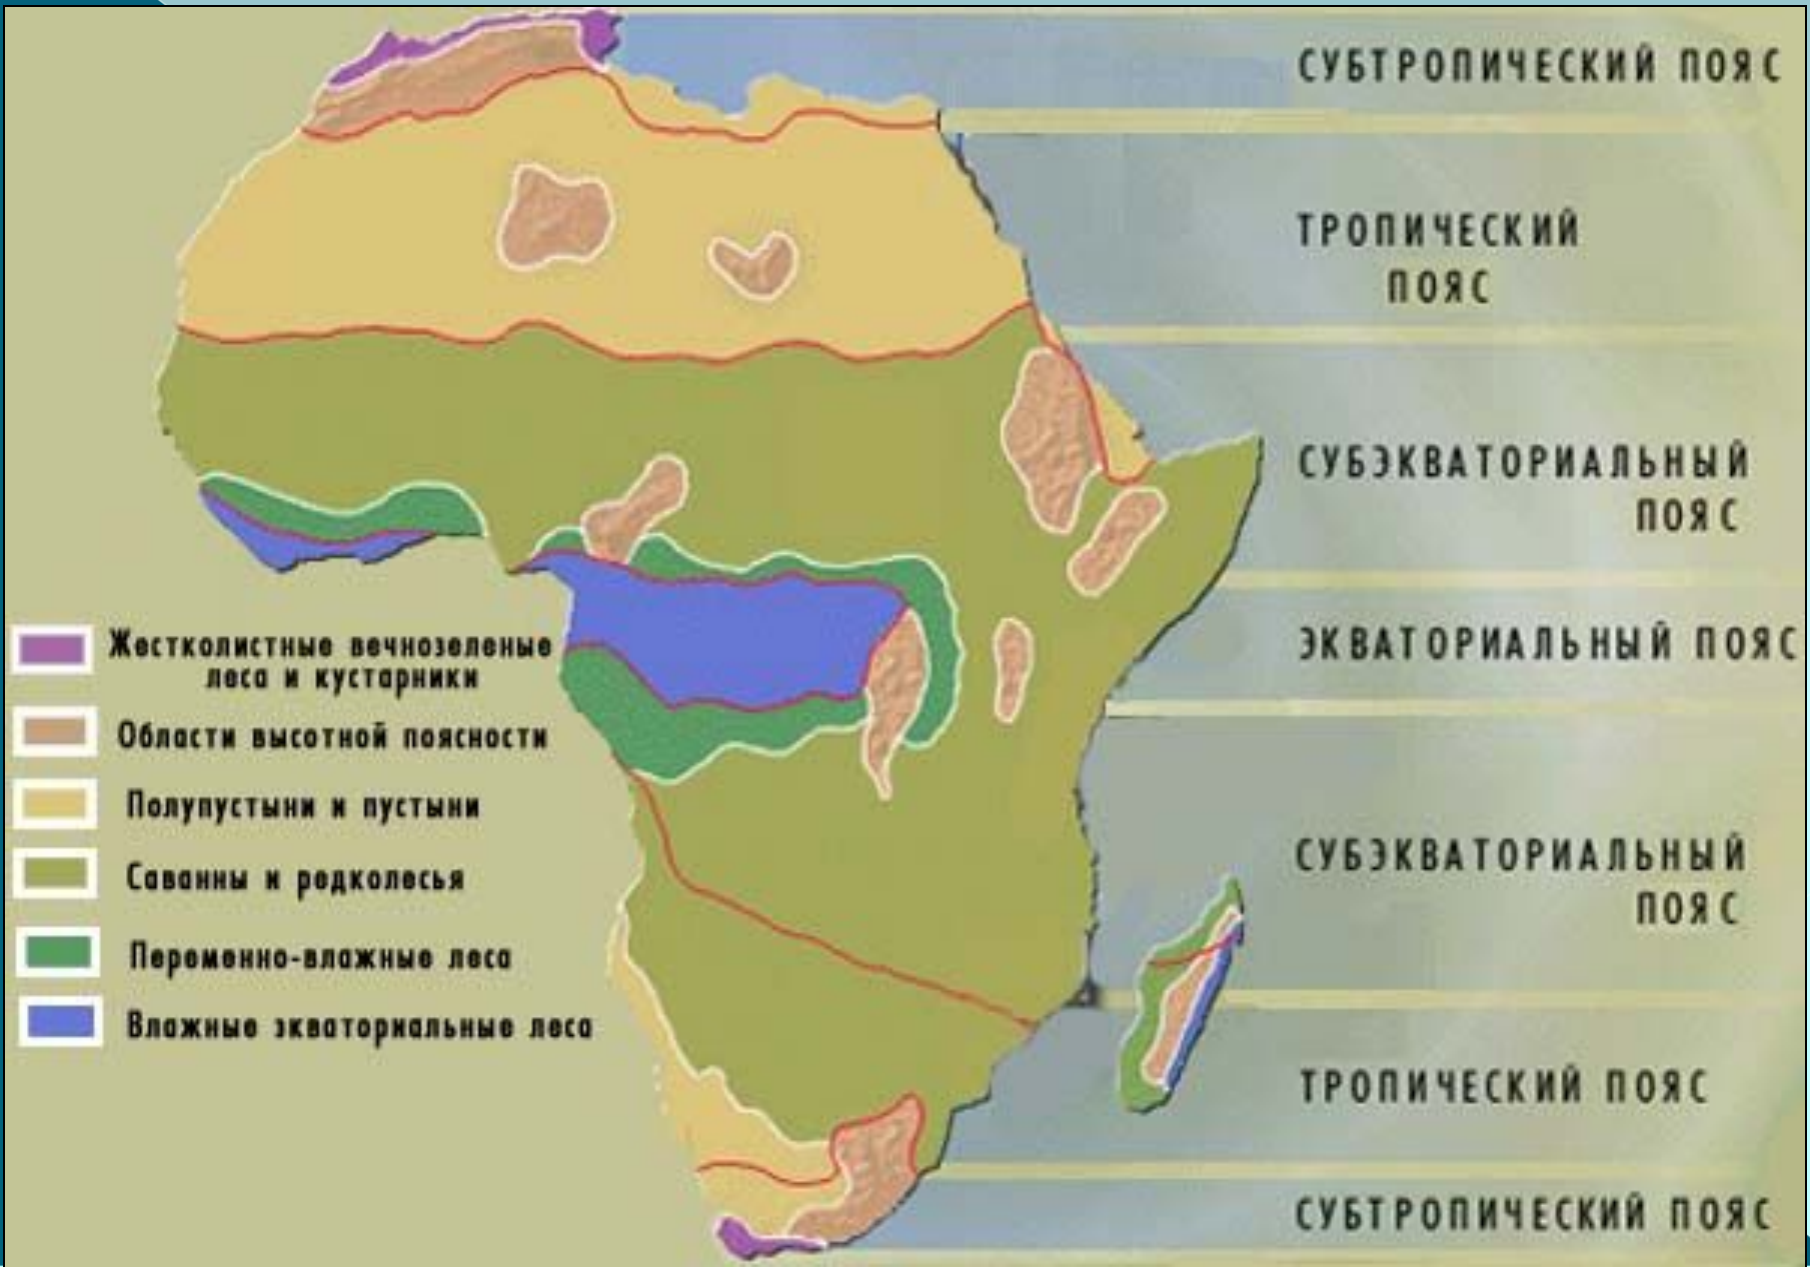 СУБТРОПИЧЕСКИЙ ПОЯС
ТРОПИЧЕСКИЙ
ПОЯС
СУБЭКВАТОРИАЛЬНЫЙ
ПОЯС
ЭКВАТОРИАЛЬНЫЙ ПОЯС
СУБЭКВАТОРИАЛЬНЫЙ
ПОЯС
ТРОПИЧЕСКИЙ ПОЯС
СУБТРОПИЧЕСКИЙ ПОЯС
Жестколистные вечнозеленые
леса и кустарники
Области высотной поясности
Полупустыни и пустыни
Саванны и редколесья
Переменно-влажные леса
Влажные экваториальные леса